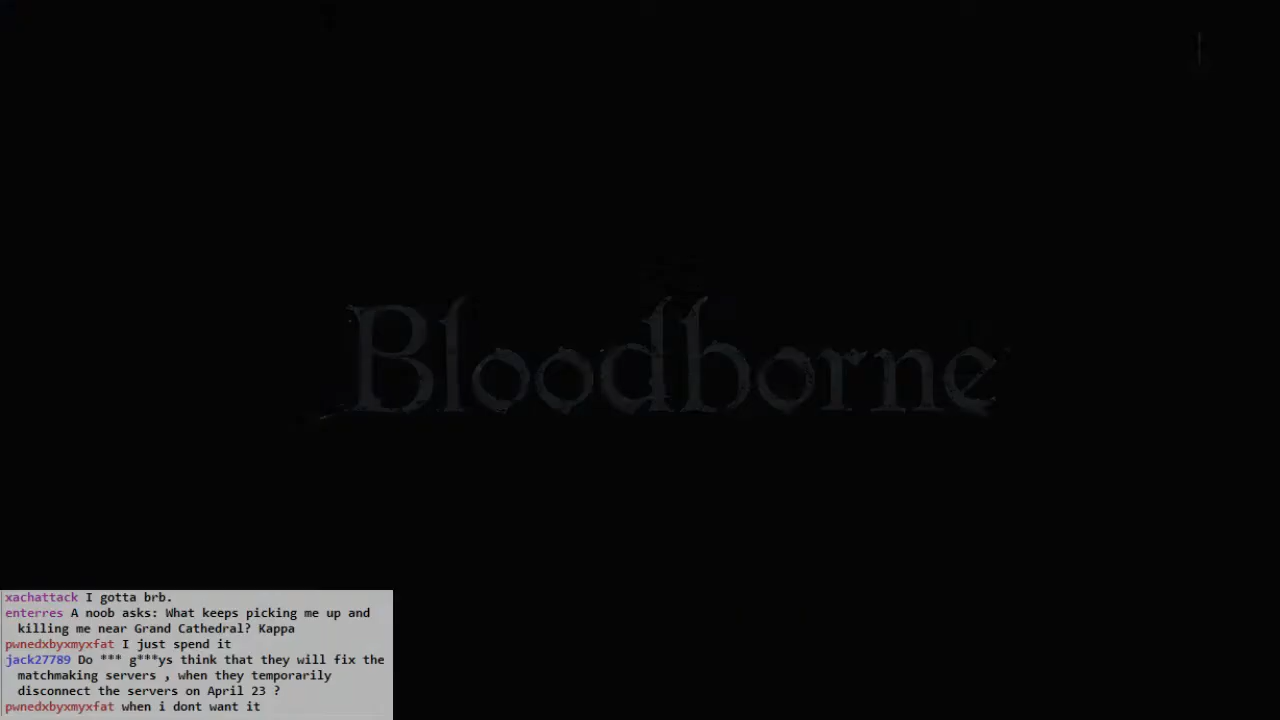 Bloodborne
xachattack I gotta brb.
enterres A noob asks: What keeps picking me up and
killing me near Grand Cathedral? Kappa
pwnedxbyxmyxfat I just spend it
jack27789 Do *** g***ys think that they will fix the
matchmaking servers , when they temporarily
disconnect the servers on April 23 ?
pwnedxbyxmyxfat when i dont want it